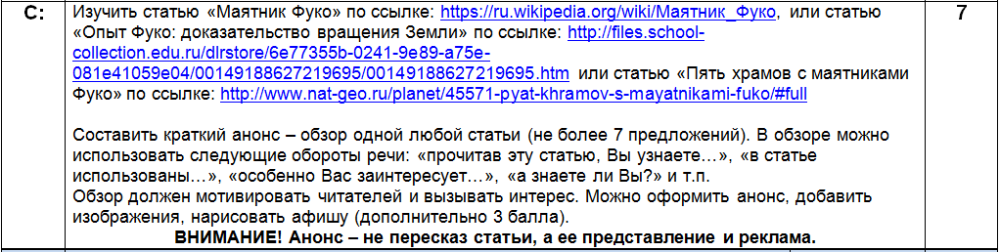 С: Изучить статью «Маятник Фуко» по ссылке: https://ru.wikipedia.org/wiki/Маятник_Фуко, или статью 7
«Опыт Фуко: доказательство вращения Земли» по ссылке: http://files.school-
collection.edu.ru/dlrstore/6e77355b-0241-9e89-a75e-
081e41059e04/00149188627219695/00149188627219695.htm или статью «Пять храмов с маятниками
Фуко» по ссылке: http://www.nat-geo.ru/planet/45571-pyat-khramov-s-mayatnikami-fuko/#full
Составить краткий анонс – обзор одной любой статьи (не более 7 предложений). В обзоре можно
использовать следующие обороты речи: «прочитав эту статью, Вы узнаете…», «в статье
использованы…», «особенно Вас заинтересует…», «а знаете ли Вы?» и т.п.
Обзор должен мотивировать читателей и вызывать интерес. Можно оформить анонс, добавить
изображения, нарисовать афишу (дополнительно 3 балла).
ВНИМАНИЕ! Анонс – не пересказ статьи, а ее представление и реклама.